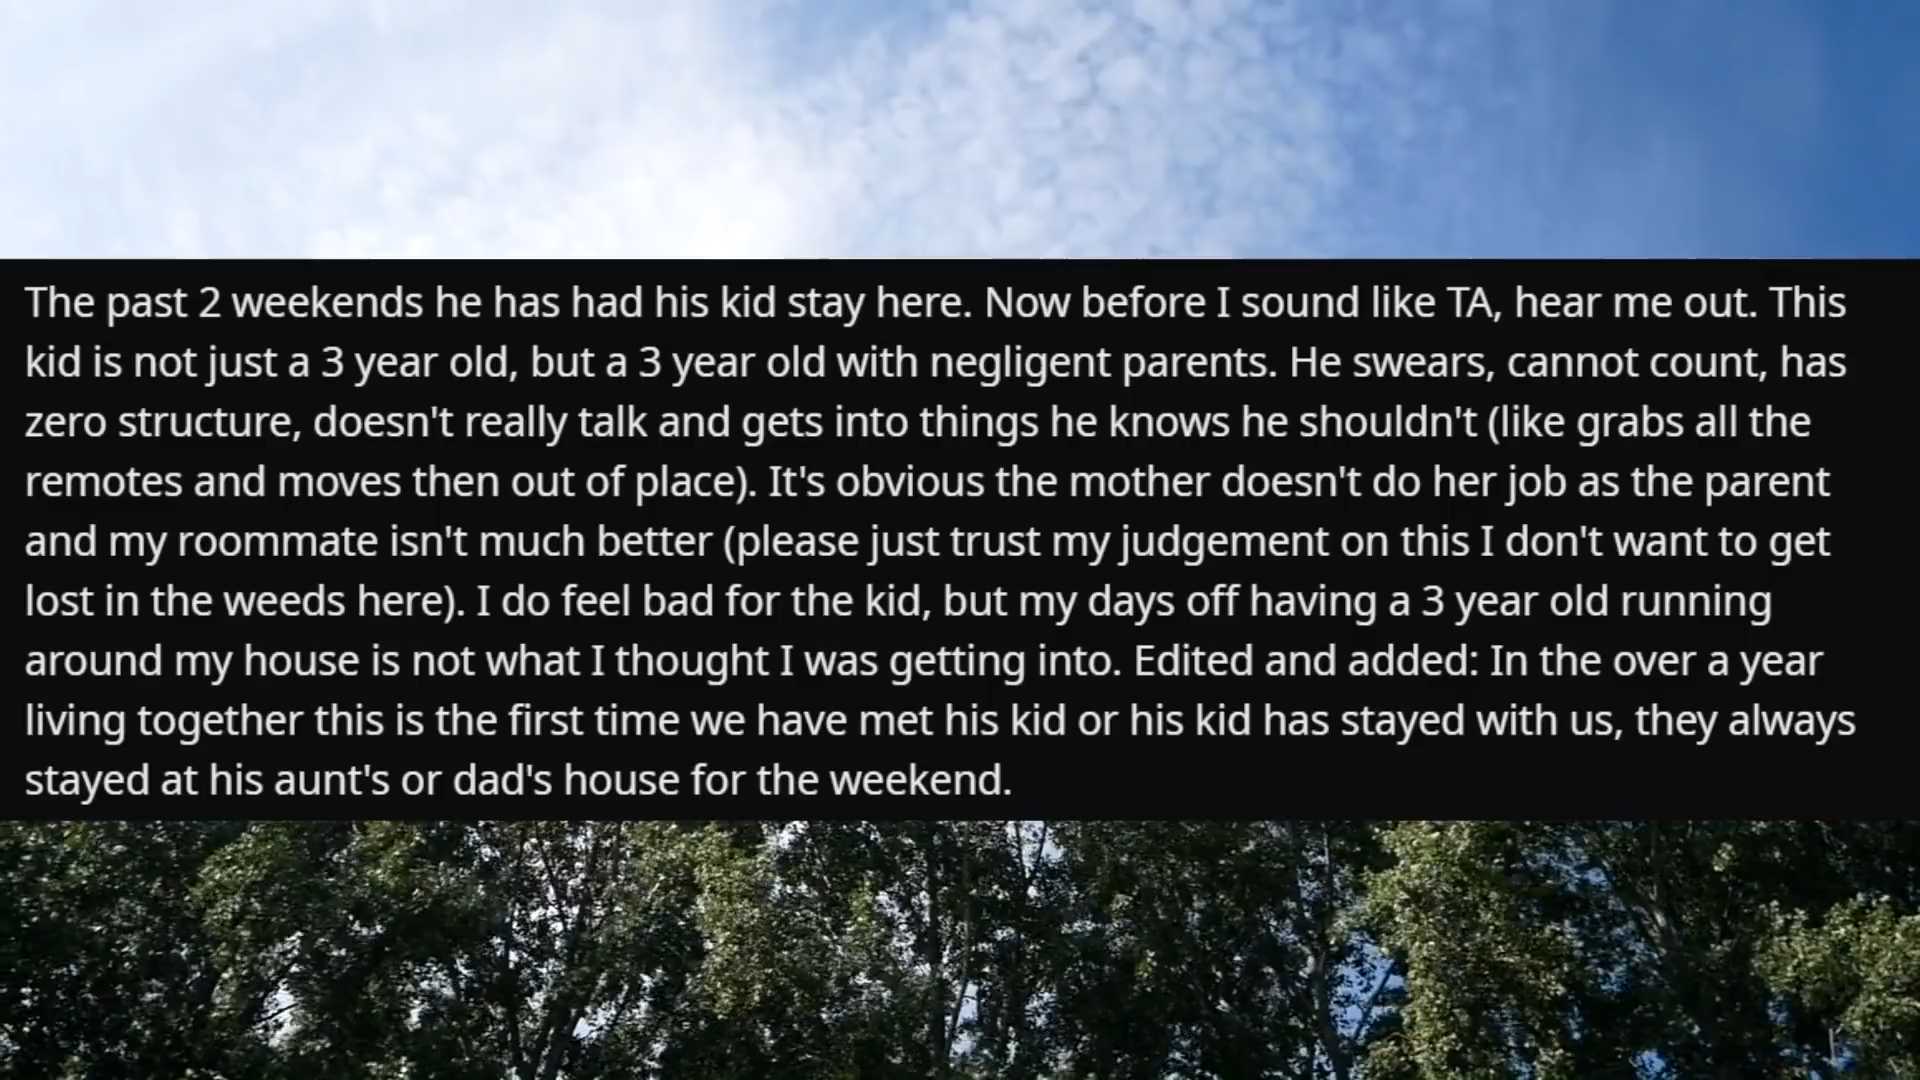 The past 2 weekends he has had his kid stay here. Now before I sound like TA, hear me out. This
kid is not just a 3 year old, but a 3 year old with negligent parents. He swears, cannot count, has
zero structure, doesn't really talk and gets into things he knows he shouldn't (like grabs all the
remotes and moves then out of place). It's obvious the mother doesn't do her job as the parent
and my roommate isn't much better (please just trust my judgement on this I don't want to get
lost in the weeds here). I do feel bad for the kid, but my days off having a 3 year old running
around my house is not what I thought I was getting into. Edited and added: In the over a year
living together this is the first time we have met his kid or his kid has stayed with us, they always
stayed at his aunt's or dad's house for the weekend.